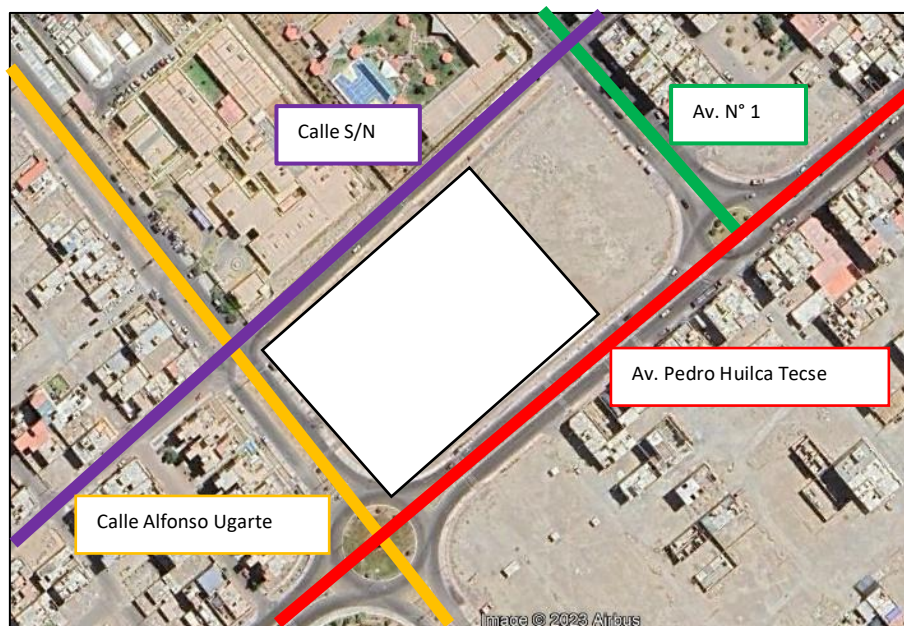 Calle S/N
Av. N° 1
Av. Pedro Huilca Tecse
Calle Alfonso Ugarte
Image © 2023 Airbus